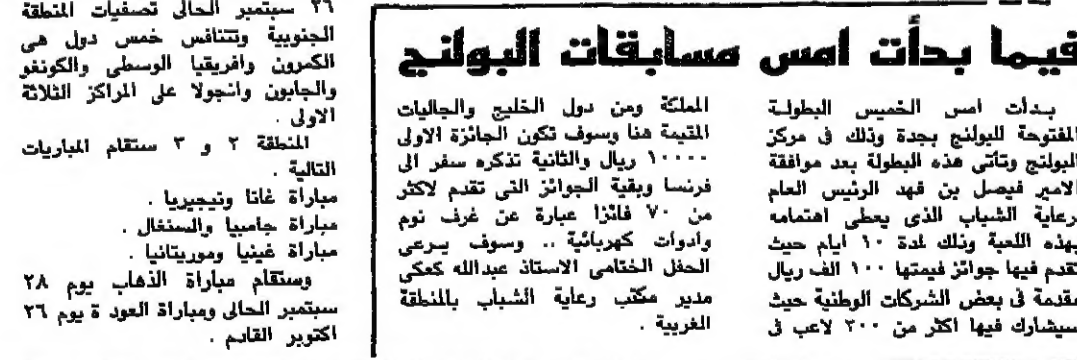 فيما بدأت امس مسابقات البولنج
بدأت امس الخميس البطولة
المفتوحة للبولنج بجدة وذلك فى مركز
البولنج وتأتى هذه البطولة بعد موافقة
الامير فيصل بن فهد الرئيس العام
لرعاية الشباب الذى يعطى اهتمامه
بهذه اللعبة وذلك لمدة ١٠ ايام حيث
تقدم فيها جوائز قيمتها ١٠٠ الف ريال
مقدمة فى بعض الشركات الوطنية حيث
سيشارك فيها اكثر من ٢٠٠ لاعب فى
المملكة ومن دول الخليج والجاليات
المقيمة هنا وسوف تكون الجائزة الاولى
١٠٠٠٠ ريال والثانية تذكره سفر الى
فرنسا وبقية الجوائز التى تقدم لاكثر
من ٧٠ فائزا عبارة عن غرف نوم
وادوات كهربائية .. وسوف يرعى
الحفل الختامى الاستاذ عبدالله كعكى
مدير مكتب رعاية الشباب بالمنطقة
الغربية .
٢٦ سبتمبر الحالى تصفيات المنطقة
الجنوبية وتتنافس خمس دول هى
الكمرون وافريقيا الوسطى والكونغو
والجابون وانجولا على المراكز الثلاثة
الاولى .
المنطقة ٢ و ٣ ستقام المباريات
التالية .
مباراة غانا ونيجيريا .
مباراة جامبيا والسنغال .
مباراة غينيا وموريتانيا .
وستقام مباراة الذهاب يوم ٢٨
سبتمبر الحالى ومباراة العود ة يوم ٢٦
اكتوبر القادم .